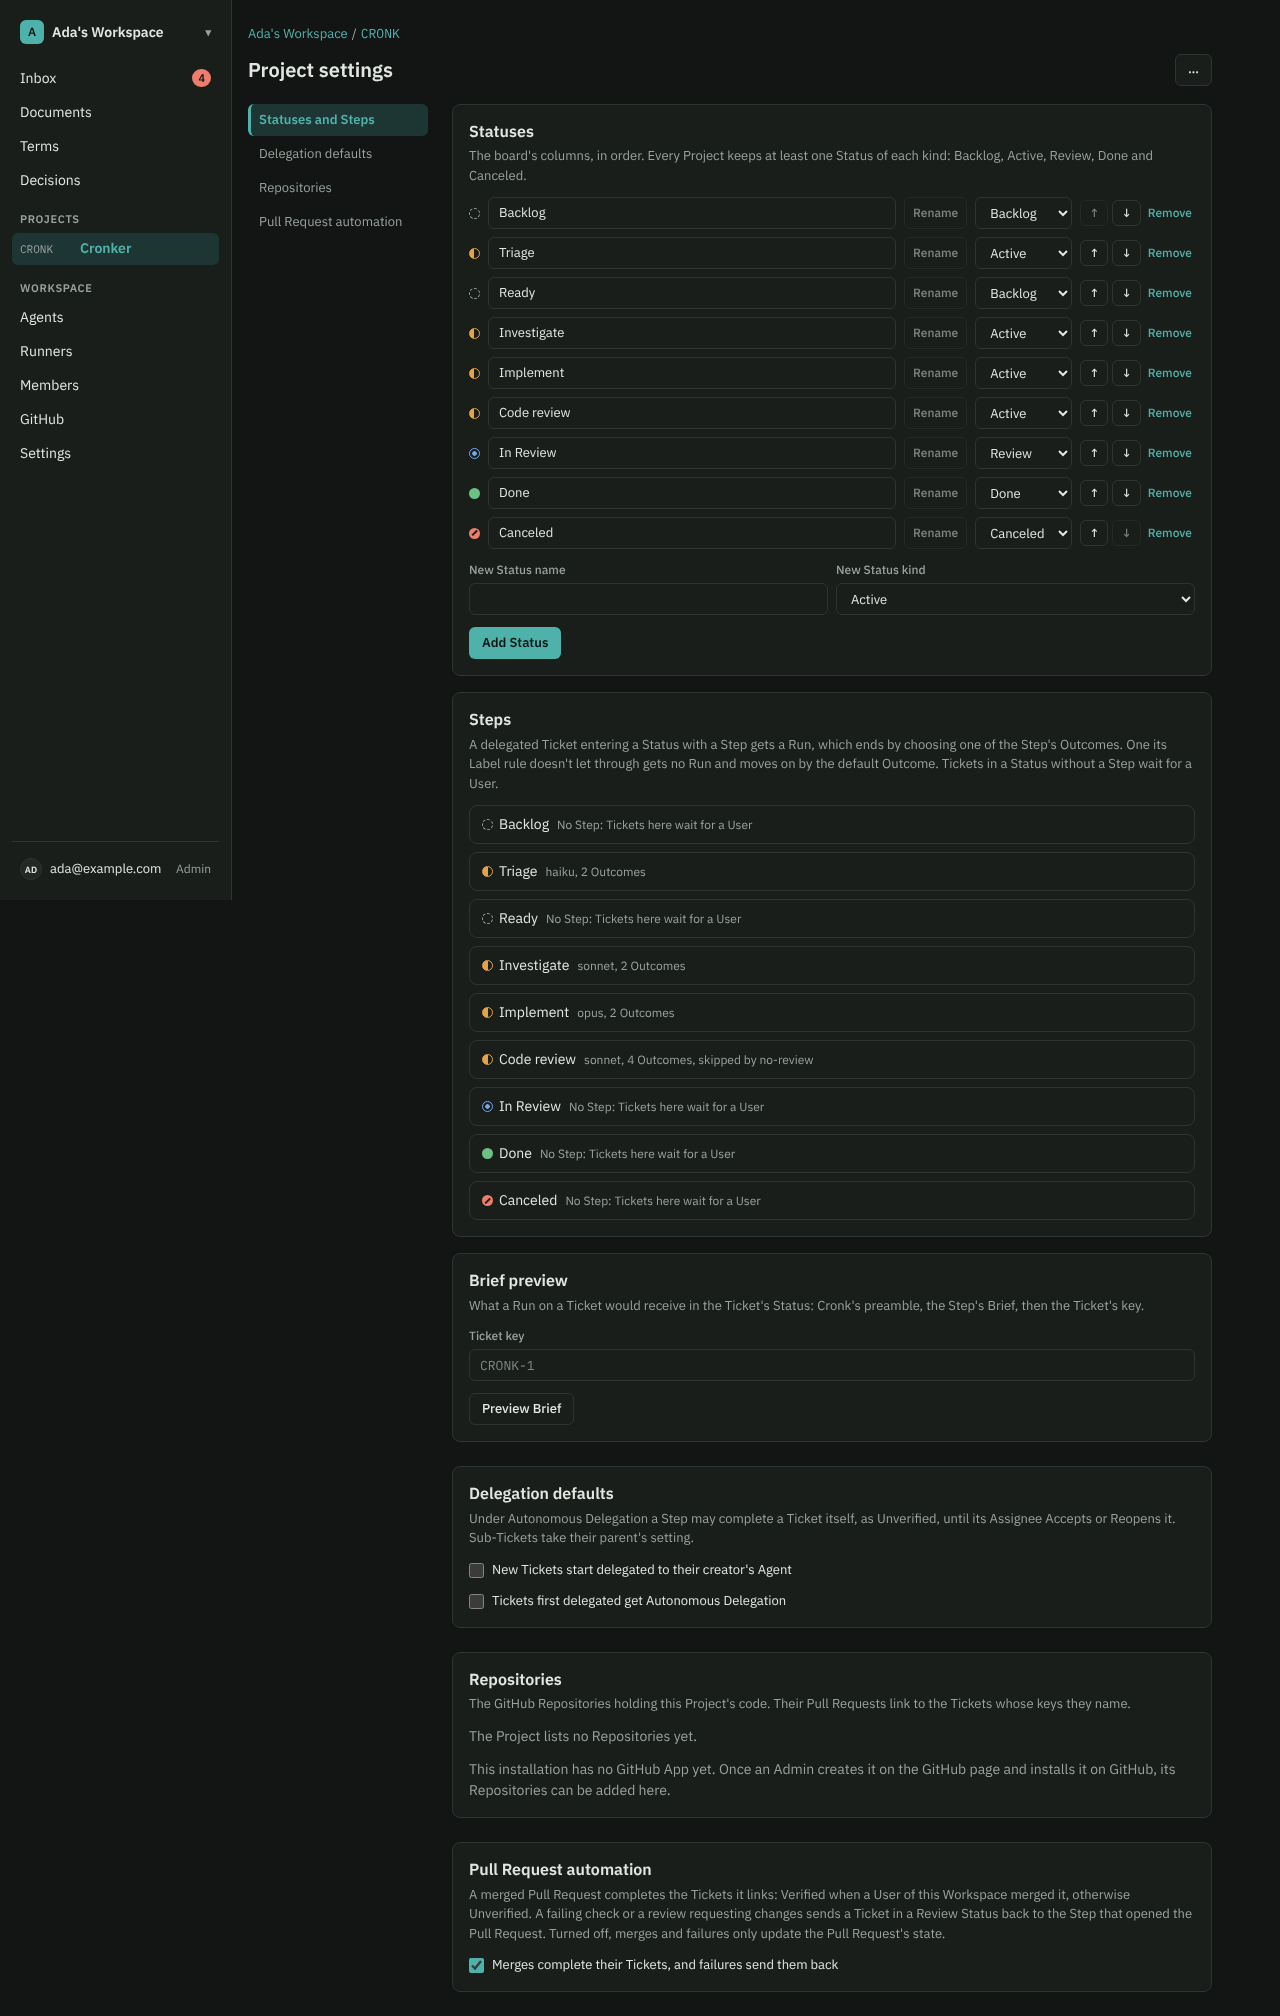 A Ada's Workspace ▾
Inbox 4
Documents
Terms
Decisions
PROJECTS
CRONK Cronker
WORKSPACE
Agents
Runners
Members
GitHub
Settings
AD ada@example.com Admin
Ada's Workspace / CRONK
Project settings
...
Statuses and Steps
Delegation defaults
Repositories
Pull Request automation
Statuses
The board's columns, in order. Every Project keeps at least one Status of each kind: Backlog, Active, Review, Done and
Canceled.
Backlog Rename Backlog ↑ ↓ Remove
Triage Rename Active ↑ ↓ Remove
Ready Rename Backlog ↑ ↓ Remove
Investigate Rename Active ↑ ↓ Remove
Implement Rename Active ↑ ↓ Remove
Code review Rename Active ↑ ↓ Remove
In Review Rename Review ↑ ↓ Remove
Done Rename Done ↑ ↓ Remove
Canceled Rename Canceled ↑ ↓ Remove
New Status name New Status kind
Active
Add Status
Steps
A delegated Ticket entering a Status with a Step gets a Run, which ends by choosing one of the Step's Outcomes. One its
Label rule doesn't let through gets no Run and moves on by the default Outcome. Tickets in a Status without a Step wait for a
User.
Backlog No Step: Tickets here wait for a User
Triage haiku, 2 Outcomes
Ready No Step: Tickets here wait for a User
Investigate sonnet, 2 Outcomes
Implement opus, 2 Outcomes
Code review sonnet, 4 Outcomes, skipped by no-review
In Review No Step: Tickets here wait for a User
Done No Step: Tickets here wait for a User
Canceled No Step: Tickets here wait for a User
Brief preview
What a Run on a Ticket would receive in the Ticket's Status: Cronk's preamble, the Step's Brief, then the Ticket's key.
Ticket key
CRONK-1
Preview Brief
Delegation defaults
Under Autonomous Delegation a Step may complete a Ticket itself, as Unverified, until its Assignee Accepts or Reopens it.
Sub-Tickets take their parent's setting.
New Tickets start delegated to their creator's Agent
Tickets first delegated get Autonomous Delegation
Repositories
The GitHub Repositories holding this Project's code. Their Pull Requests link to the Tickets whose keys they name.
The Project lists no Repositories yet.
This installation has no GitHub App yet. Once an Admin creates it on the GitHub page and installs it on GitHub, its
Repositories can be added here.
Pull Request automation
A merged Pull Request completes the Tickets it links: Verified when a User of this Workspace merged it, otherwise
Unverified. A failing check or a review requesting changes sends a Ticket in a Review Status back to the Step that opened the
Pull Request. Turned off, merges and failures only update the Pull Request's state.
Merges complete their Tickets, and failures send them back